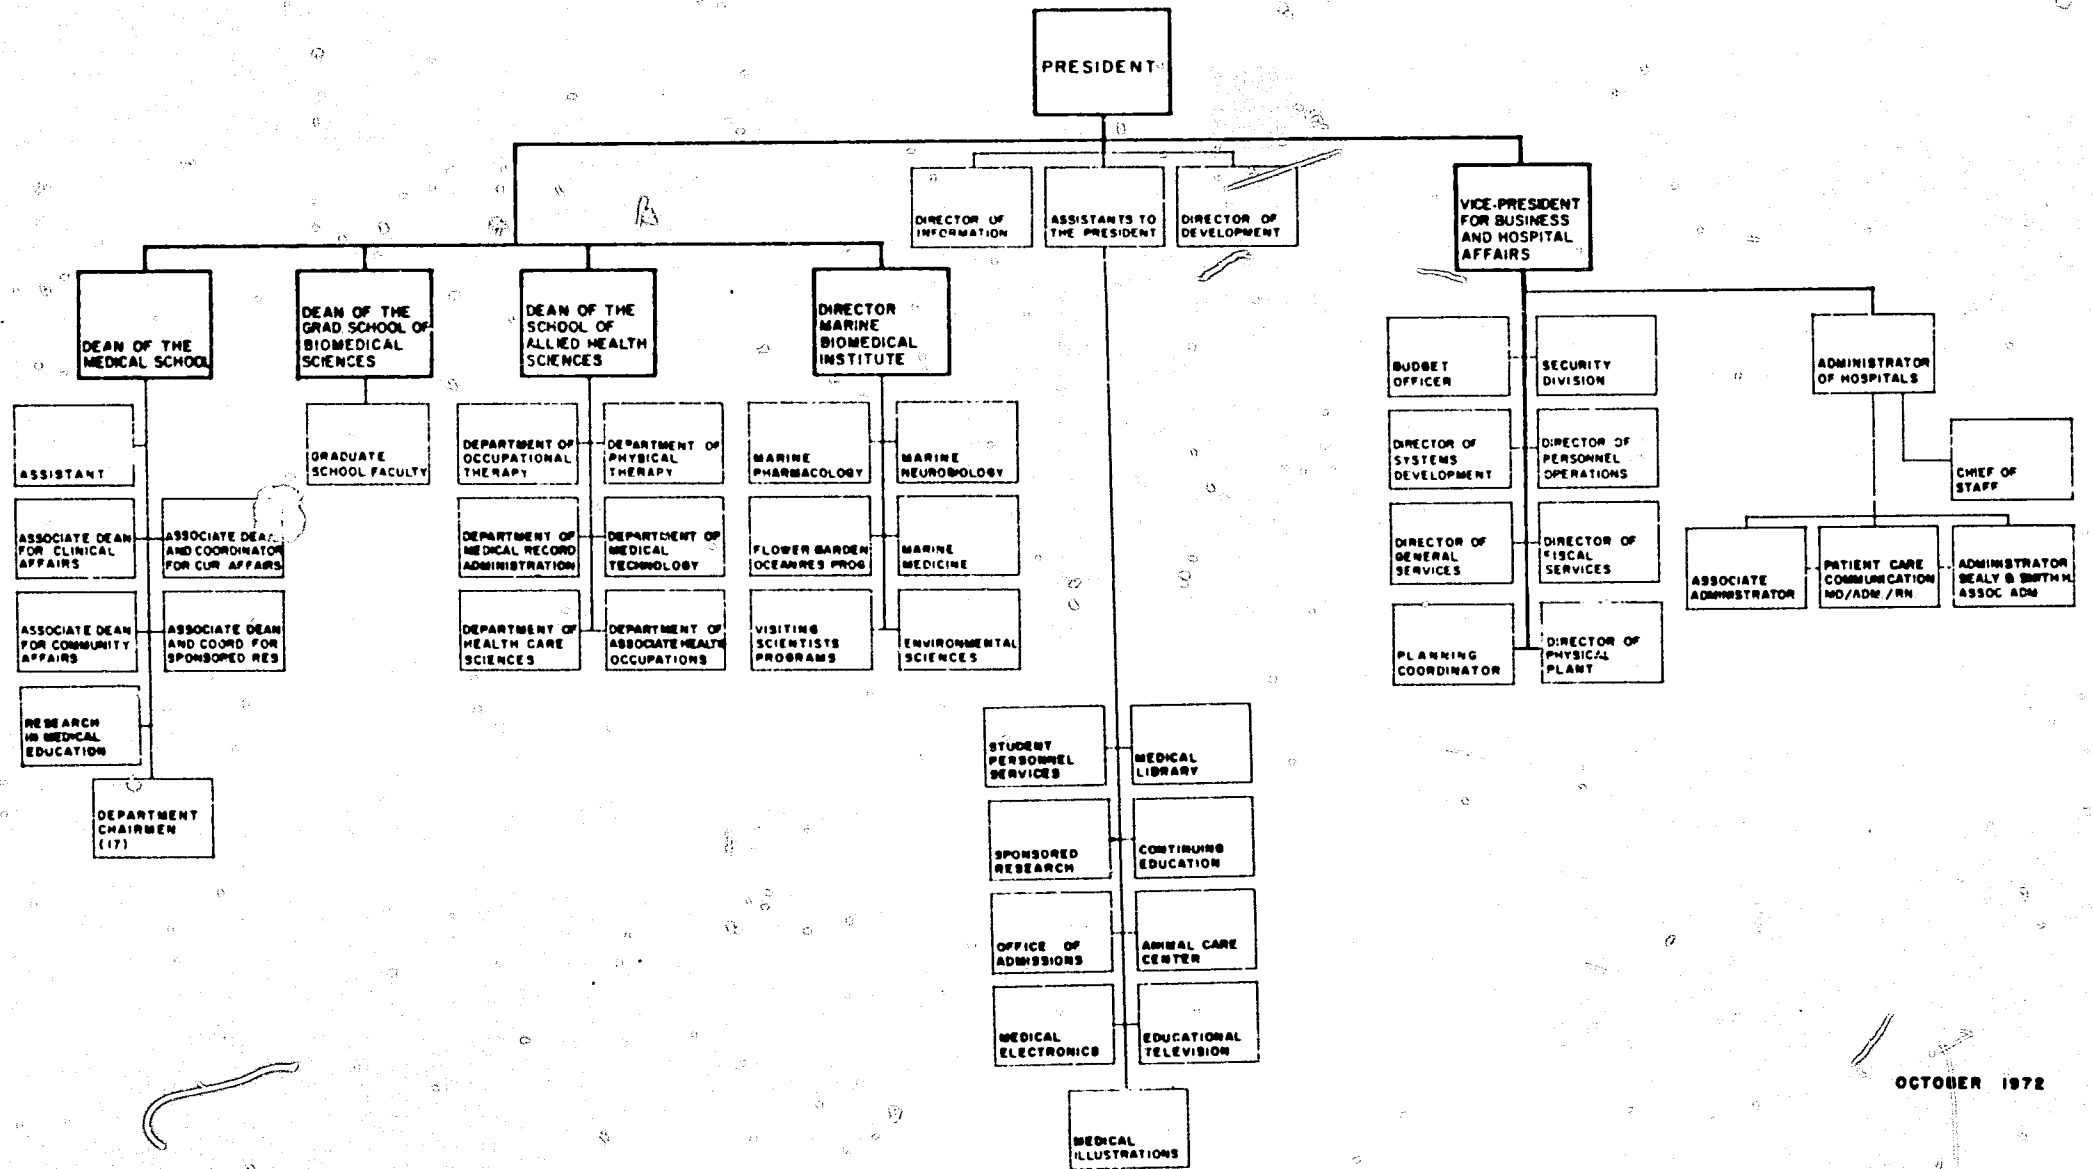 PRESIDENT
DIRECTOR OF
INFORMATION
ASSISTANTS TO
THE PRESIDENT
DIRECTOR OF
DEVELOPMENT
VICE-PRESIDENT
FOR BUSINESS
AND HOSPITAL
AFFAIRS
DEAN OF THE
MEDICAL SCHOOL
DEAN OF THE
GRAD. SCHOOL OF
BIOMEDICAL
SCIENCES
DEAN OF THE
SCHOOL OF
ALLIED HEALTH
SCIENCES
DIRECTOR
MARINE
BIOMEDICAL
INSTITUTE
BUDGET
OFFICER
SECURITY
DIVISION
ADMINISTRATOR
OF HOSPITALS
ASSISTANT
GRADUATE
SCHOOL FACULTY
DEPARTMENT OF
OCCUPATIONAL
THERAPY
DEPARTMENT OF
PHYSICAL
THERAPY
MARINE
PHARMACOLOGY
MARINE
NEUROBIOLOGY
DIRECTOR OF
SYSTEMS
DEVELOPMENT
DIRECTOR OF
PERSONNEL
OPERATIONS
CHIEF OF
STAFF
ASSOCIATE DEAN
FOR CLINICAL
AFFAIRS
ASSOCIATE DEAN
AND COORDINATOR
FOR CUR AFFAIRS
DEPARTMENT OF
MEDICAL RECORD
ADMINISTRATION
DEPARTMENT OF
MEDICAL
TECHNOLOGY
FLOWER GARDEN
OCEANRES PROG
MARINE
MEDICINE
DIRECTOR OF
GENERAL
SERVICES
DIRECTOR OF
FISCAL
SERVICES
ASSOCIATE
ADMINISTRATOR
PATIENT CARE
COMMUNICATION
MD/ADM./RN
ADMINISTRATOR
SEALY & SMITH H.
ASSOC ADM
ASSOCIATE DEAN
FOR COMMUNITY
AFFAIRS
ASSOCIATE DEAN
AND COORD FOR
SPONSORED RES
DEPARTMENT OF
HEALTH CARE
SCIENCES
DEPARTMENT OF
ASSOCIATE HEALTH
OCCUPATIONS
VISITING
SCIENTISTS
PROGRAMS
ENVIRONMENTAL
SCIENCES
PLANNING
COORDINATOR
DIRECTOR OF
PHYSICAL
PLANT
RESEARCH
IN MEDICAL
EDUCATION
STUDENT
PERSONNEL
SERVICES
MEDICAL
LIBRARY
DEPARTMENT
CHAIRMEN
(17)
SPONSORED
RESEARCH
CONTINUING
EDUCATION
OFFICE OF
ADMISSIONS
ANIMAL CARE
CENTER
MEDICAL
ELECTRONICS
EDUCATIONAL
TELEVISION
MEDICAL
ILLUSTRATIONS
OCTOBER 1972